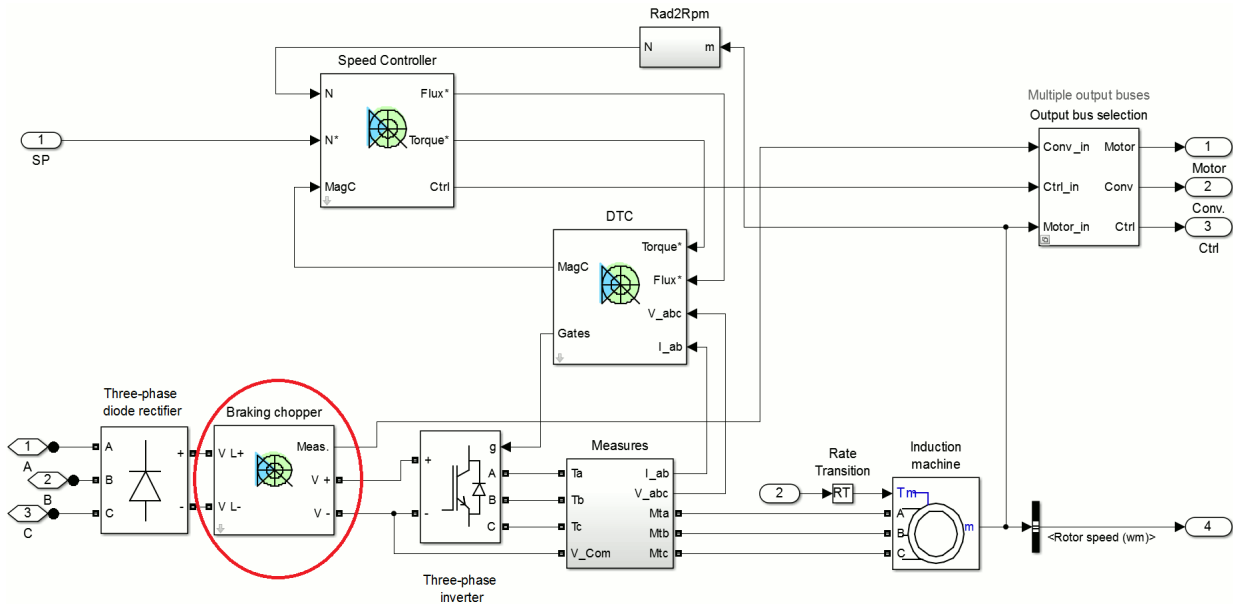 Rad2Rpm
N
m
Speed Controller
N
Flux*
N*
Torque*
MagC
Ctrl
1
SP
Multiple output buses
Output bus selection
Conv_in
Motor
Ctrl_in
Conv
Motor_in
Ctrl
1
Motor
2
Conv.
3
Ctrl
DTC
Torque*
MagC
Flux*
V_abc
Gates
I_ab
Three-phase
diode rectifier
1
A
2
B
3
C
A
B
C
+
-
Braking chopper
V L+
Meas.
V +
V L-
V -
g
+
A
B
-
C
Three-phase
inverter
Measures
Ta
I_ab
Tb
V_abc
Mta
Tc
Mtb
V_Com
Mtc
2
Rate
Transition
RT
Induction
machine
Tm
A
B
C
m
<Rotor speed (wm)>
4